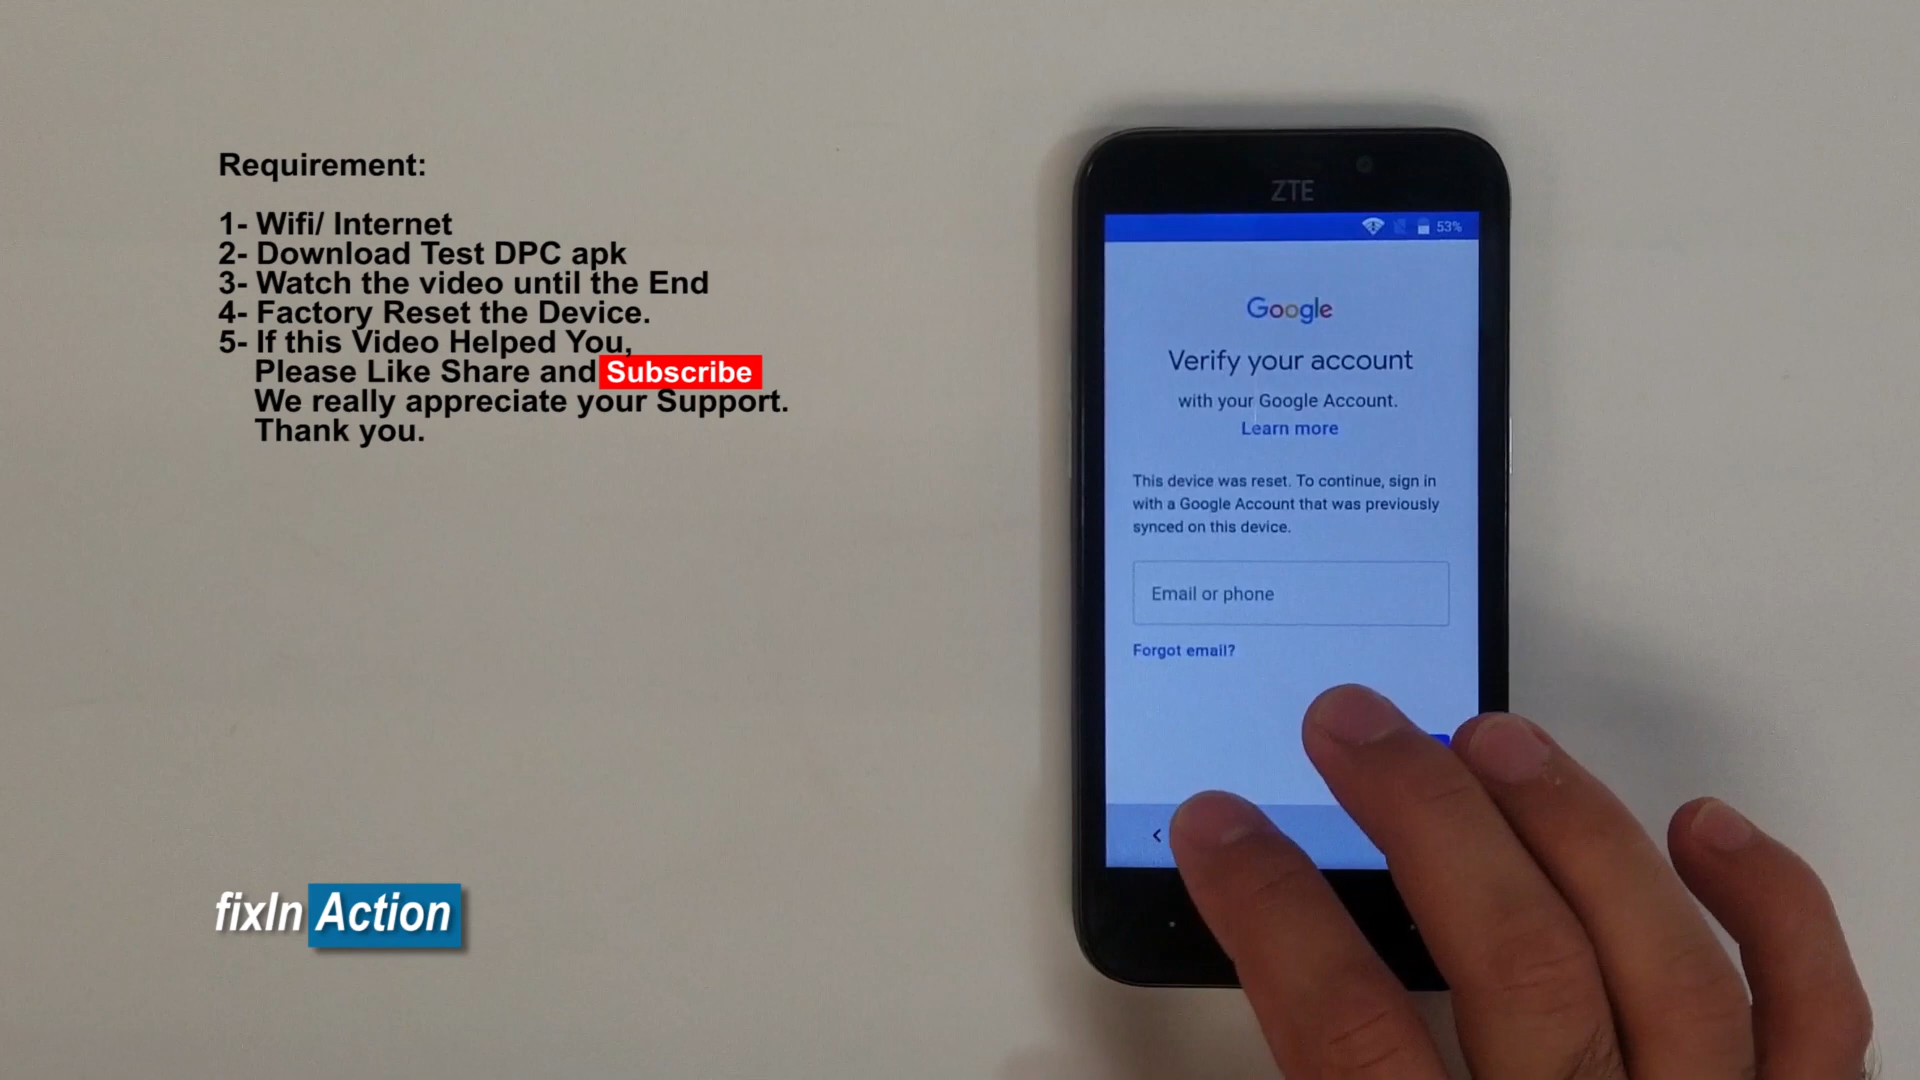 Requirement:
1- Wifi/ Internet
2- Download Test DPC apk
3- Watch the video until the End
4- Factory Reset the Device.
5- If this Video Helped You,
Please Like Share and Subscribe
We really appreciate your Support.
Thank you.
fixIn Action
ZTE
53%
Google
Verify your account
with your Google Account.
Learn more
This device was reset. To continue, sign in
with a Google Account that was previously
synced on this device.
Email or phone
Forgot email?